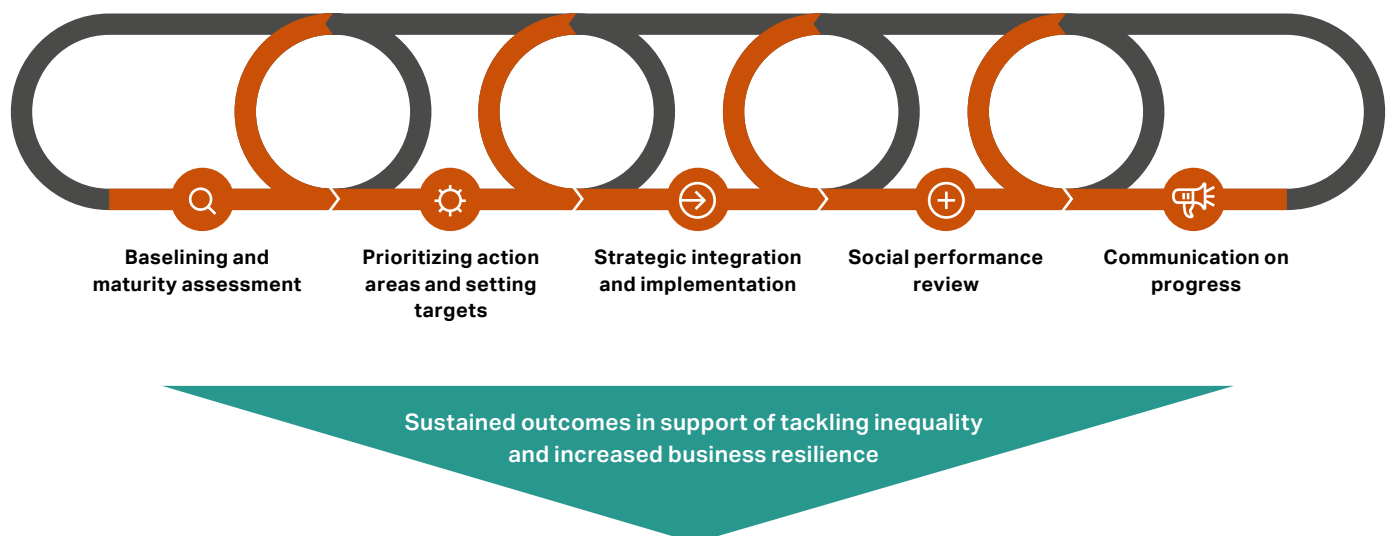 Baselining and
maturity assessment
Prioritizing action
areas and setting
targets
Strategic integration
and implementation
Social performance
review
Communication on
progress
Sustained outcomes in support of tackling inequality
and increased business resilience